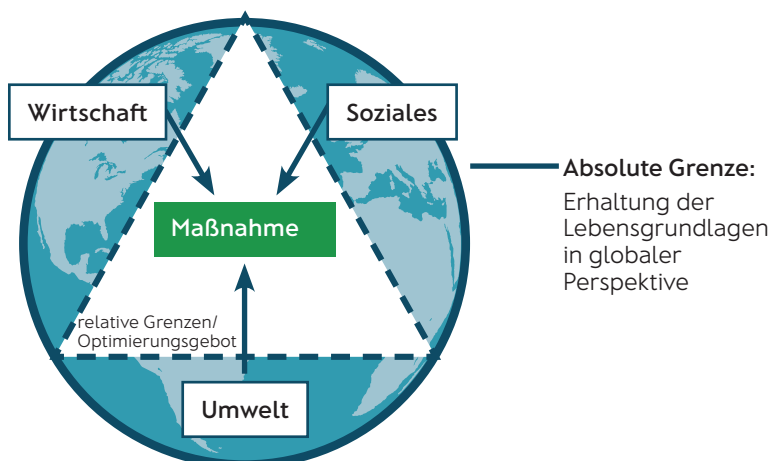 Wirtschaft
Soziales
Absolute Grenze:
Erhaltung der
Lebensgrundlagen
in globaler
Perspektive
Maßnahme
relative Grenzen/
Optimierungsgebot
Umwelt